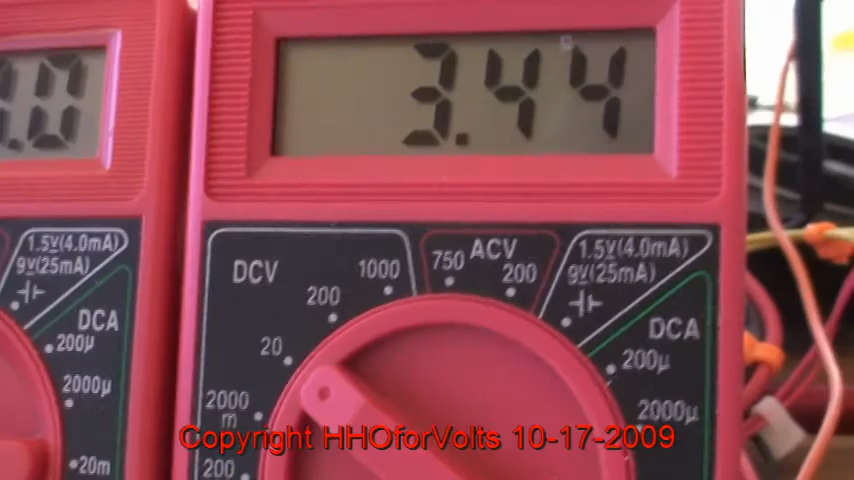 .0
3.44
1.5V(4.0mA)
9V(25mA)
DCA
200µ
2000µ
20m
DCV
1000
200
20
2000
m
200
750
ACV
200
1.5V(4.0mA)
9V(25mA)
DCA
200µ
2000µ
Copyright HHOforVolts 10-17-2009